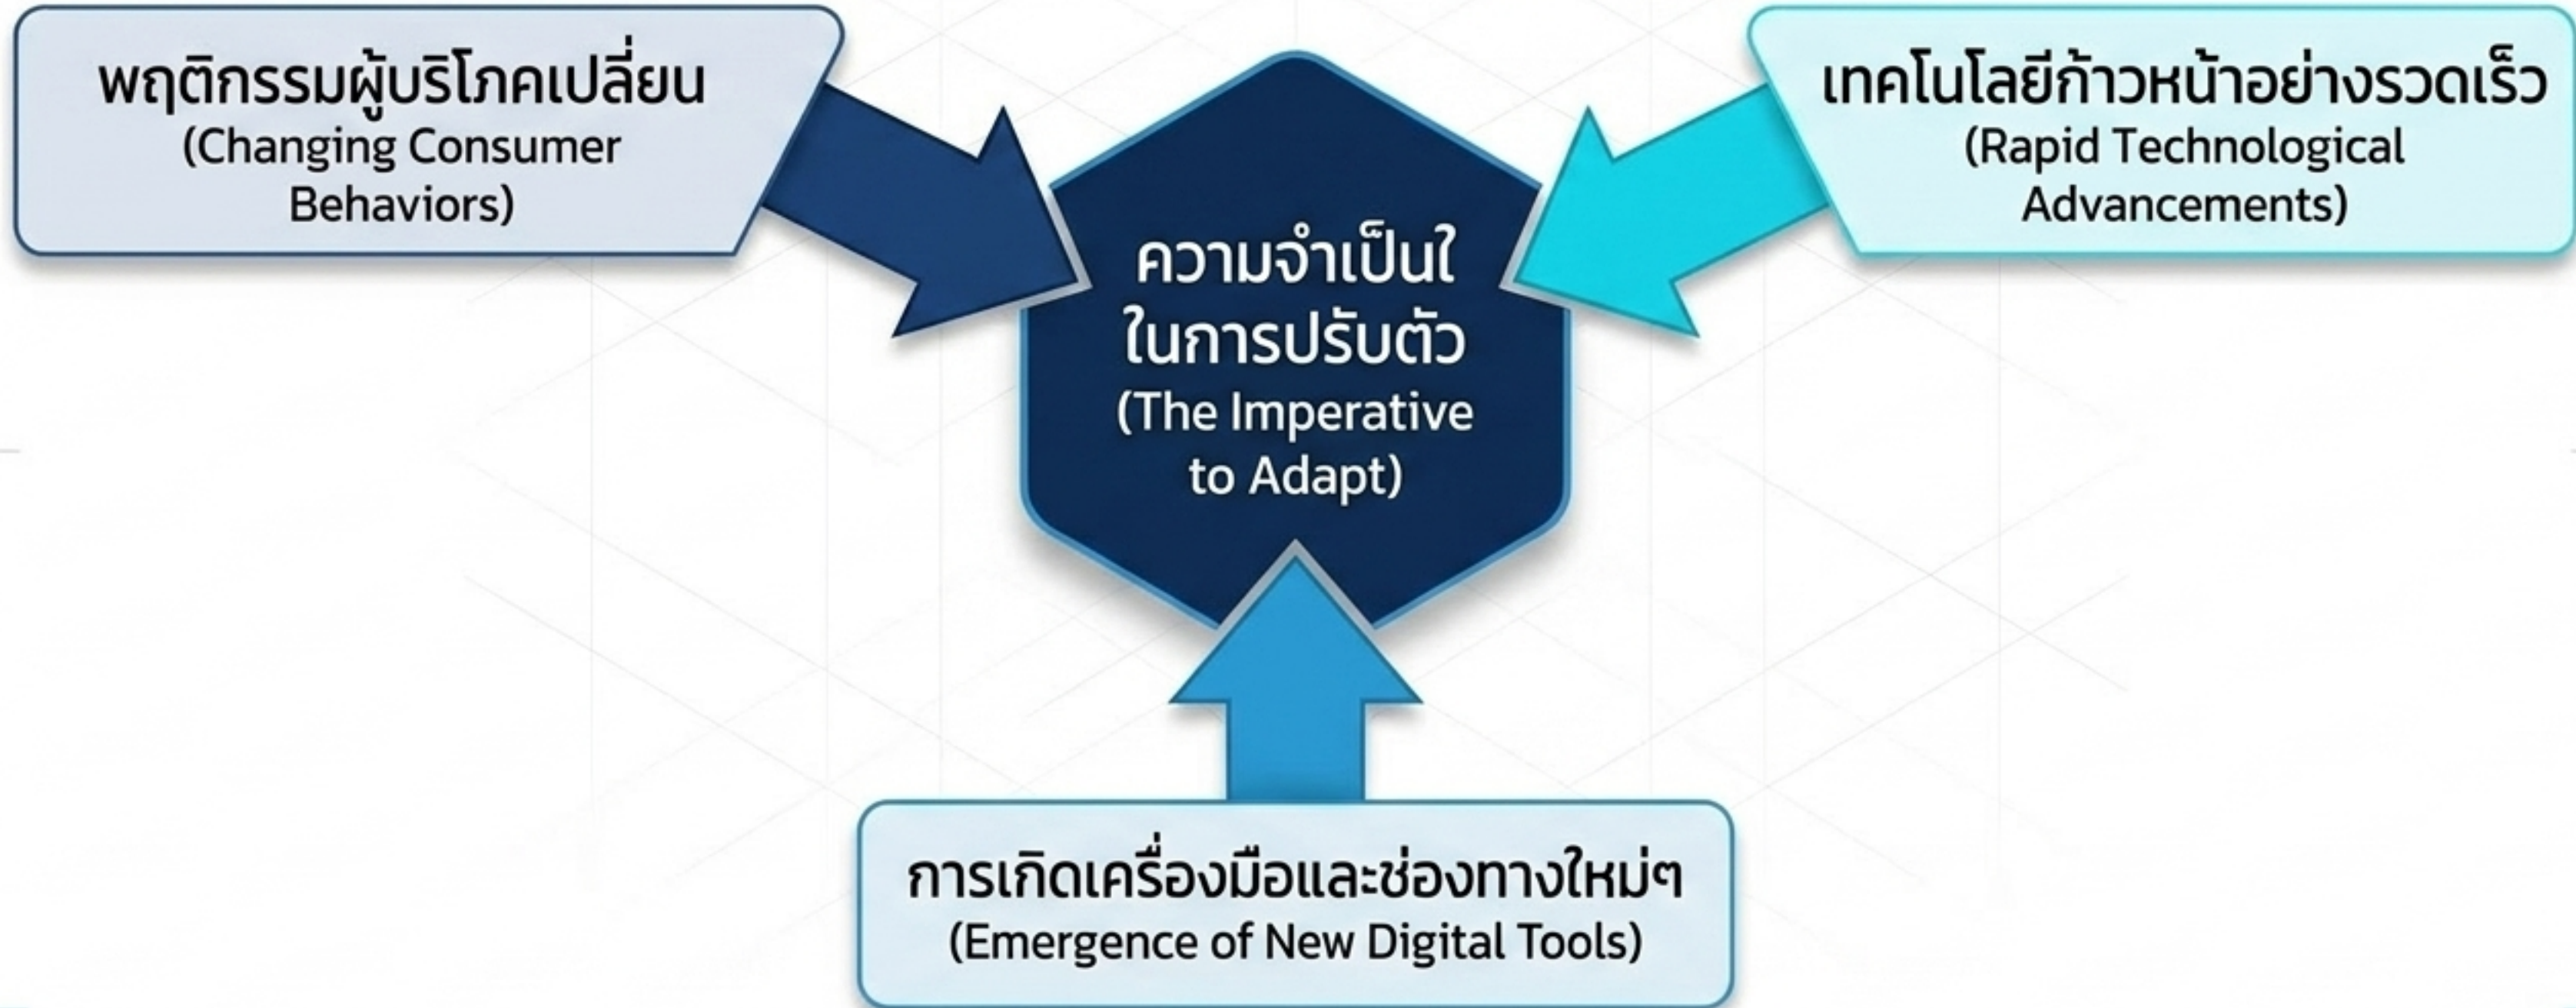 พฤติกรรมผู้บริโภคเปลี่ยน
(Changing Consumer
Behaviors)
เทคโนโลยีก้าวหน้าอย่างรวดเร็ว
(Rapid Technological
Advancements)
ความจำเป็นใ
ในการปรับตัว
(The Imperative
to Adapt)
การเกิดเครื่องมือและช่องทางใหม่ๆ
(Emergence of New Digital Tools)